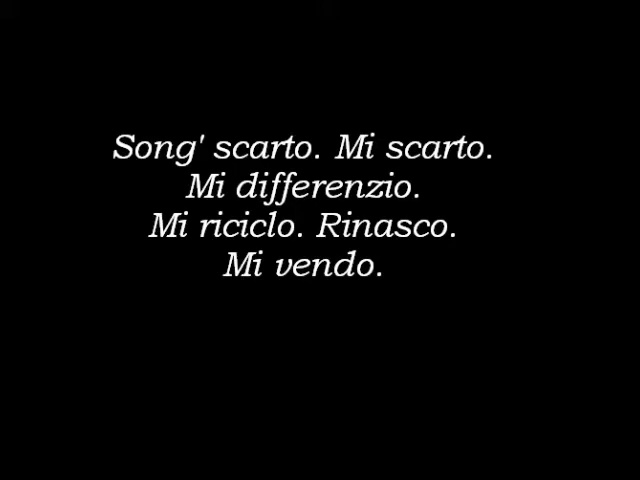 Song' scarto. Mi scarto.
Mi differenzio.
Mi riciclo. Rinasco.
Mi vendo.